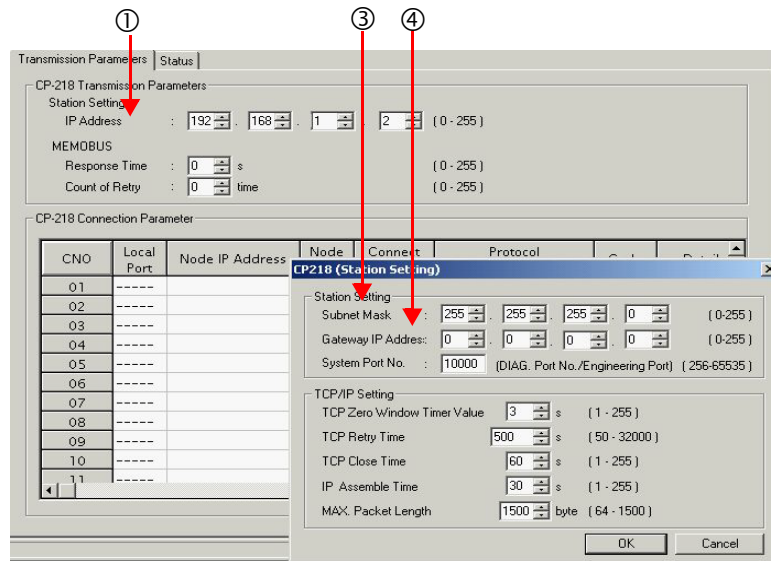 ① ③ ④
Transmission Parameters Status
CP-218 Transmission Parameters
Station Setting
IP Address : 192 . 168 . 1 . 2 ( 0 - 255 )
MEMOBUS
Response Time : 0 s ( 0 - 255 )
Count of Retry : 0 time ( 0 - 255 )
CP-218 Connection Parameter
CNO Local Port Node IP Address Node Connect Protocol
01 -----
02 -----
03 -----
04 -----
05 -----
06 -----
07 -----
08 -----
09 -----
10 -----
11 -----
CP218 (Station Setting)
Station Setting
Subnet Mask : 255 . 255 . 255 . 0 ( 0-255 )
Gateway IP Addres: 0 . 0 . 0 . 0 ( 0-255 )
System Port No. : 10000 (DIAG. Port No./Engineering Port) ( 256-65535 )
TCP/IP Setting
TCP Zero Window Timer Value 3 s ( 1 - 255 )
TCP Retry Time 500 s ( 50 - 32000 )
TCP Close Time 60 s ( 1 - 255 )
IP Assemble Time 30 s ( 1 - 255 )
MAX. Packet Length 1500 byte ( 64 - 1500 )
OK Cancel